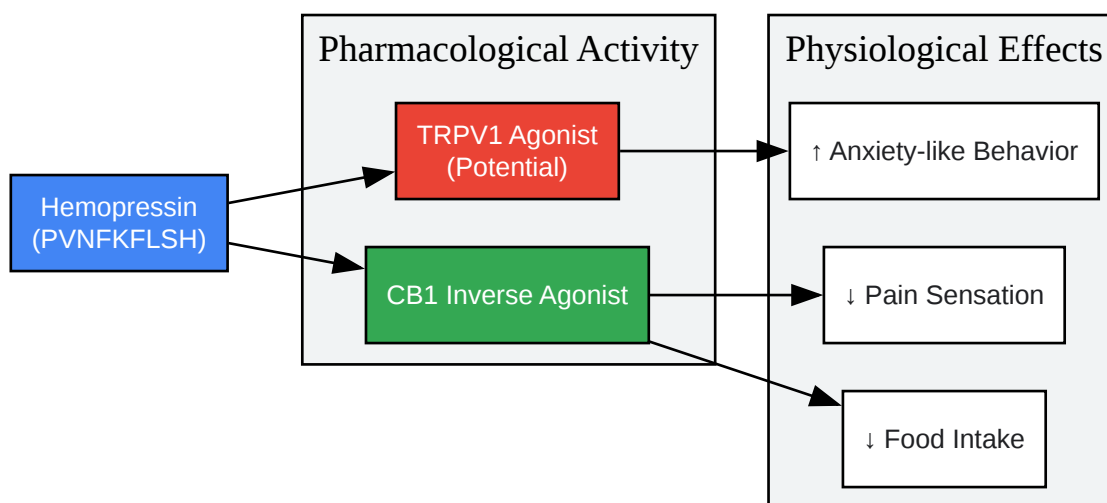 Pharmacological Activity
Physiological Effects
Hemopressin
(PVNFKFLSH)
TRPV1 Agonist
(Potential)
CB1 Inverse Agonist
↑ Anxiety-like Behavior
↓ Pain Sensation
↓ Food Intake